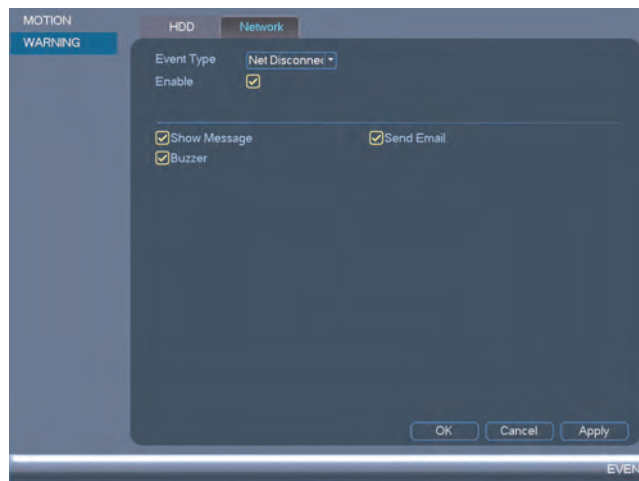 MOTION
WARNING
HDD Network
Event Type Net Disconnec
Enable
Show Message Send Email
Buzzer
OK Cancel Apply
EVEN